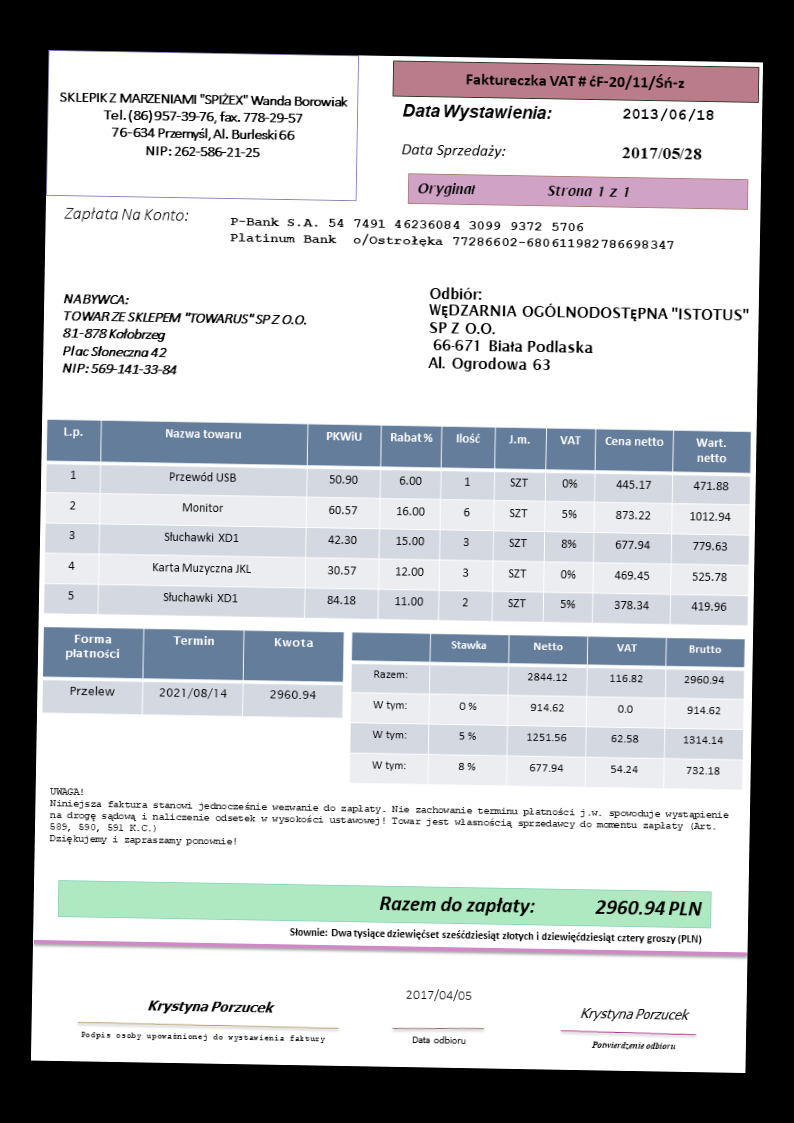 SKLEPIK Z MARZENIAMI "SPIŻEX" Wanda Borowiak
Tel. (86) 957-39-76, fax. 778-29-57
76-634 Przemyśl, Al. Burleski 66
NIP: 262-586-21-25
Faktureczka VAT # ćF-20/11/Śń-z
Data Wystawienia: 2013/06/18
Data Sprzedaży: 2017/05/28
Oryginał Strona 1 z 1
Zapłata Na Konto:
P-Bank S.A. 54 7491 46236084 3099 9372 5706
Platinum Bank o/Ostrołęka 77286602-680611982786698347
NABYWCA:
TOWAR ZE SKLEPEM "TOWARUS" SP Z O.O.
81-878 Kołobrzeg
Plac Słoneczna 42
NIP: 569-141-33-84
Odbiór:
WĘDZARNIA OGÓLNODOSTĘPNA "ISTOTUS"
SP Z O.O.
66-671 Biała Podlaska
Al. Ogrodowa 63
L.p. Nazwa towaru PKWiU Rabat% Ilość J.m. VAT Cena netto Wart. netto
1 Przewód USB 50.90 6.00 1 SZT 0% 445.17 471.88
2 Monitor 60.57 16.00 6 SZT 5% 873.22 1012.94
3 Słuchawki XD1 42.30 15.00 3 SZT 8% 677.94 779.63
4 Karta Muzyczna JKL 30.57 12.00 3 SZT 0% 469.45 525.78
5 Słuchawki XD1 84.18 11.00 2 SZT 5% 378.34 419.96
Forma płatności Termin Kwota
Przelew 2021/08/14 2960.94
Stawka Netto VAT Brutto
Razem: 2844.12 116.82 2960.94
W tym: 0 % 914.62 0.0 914.62
W tym: 5 % 1251.56 62.58 1314.14
W tym: 8 % 677.94 54.24 732.18
UWAGA!
Niniejsza faktura stanowi jednocześnie wezwanie do zapłaty. Nie zachowanie terminu płatności j.w. spowoduje wystąpienie
na drogę sądową i naliczenie odsetek w wysokości ustawowej! Towar jest własnością sprzedawcy do momentu zapłaty (Art.
589, 590, 591 K.C.)
Dziękujemy i zapraszamy ponownie!
Razem do zapłaty: 2960.94 PLN
Słownie: Dwa tysiące dziewięćset sześćdziesiąt złotych i dziewięćdziesiąt cztery groszy (PLN)
Krystyna Porzucek
Podpis osoby upoważnionej do wystawienia faktury
2017/04/05
Data odbioru
Krystyna Porzucek
Potwierdzenie odbioru